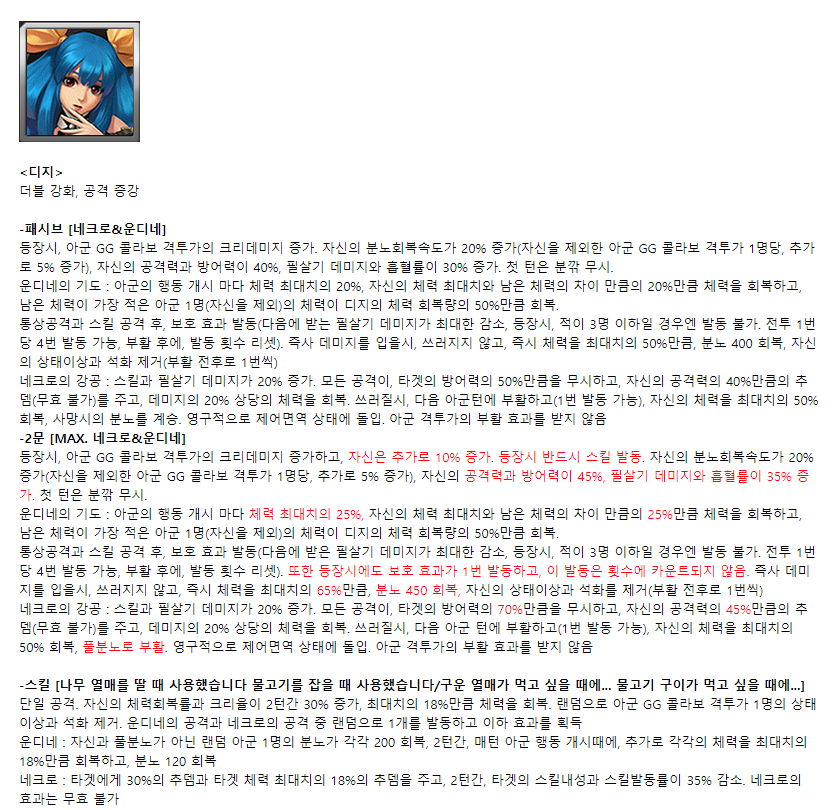 <디지>
더블 강화, 공격 증강
-패시브 [네크로&운디네]
등장시, 아군 GG 콜라보 격투가의 크리데미지 증가. 자신의 분노회복속도가 20% 증가(자신을 제외한 아군 GG 콜라보 격투가 1명당, 추가
로 5% 증가), 자신의 공격력과 방어력이 40%, 필살기 데미지와 흡혈률이 30% 증가. 첫 턴은 분깎 무시.
운디네의 기도 : 아군의 행동 개시 마다 체력 최대치의 20%, 자신의 체력 최대치와 남은 체력의 차이 만큼의 20%만큼 체력을 회복하고,
남은 체력이 가장 적은 아군 1명(자신을 제외)의 체력이 디지의 체력 회복량의 50%만큼 회복.
통상공격과 스킬 공격 후, 보호 효과 발동(다음에 받는 필살기 데미지가 최대한 감소, 등장시, 적이 3명 이하일 경우엔 발동 불가. 전투 1번
당 4번 발동 가능, 부활 후에, 발동 횟수 리셋). 즉사 데미지를 입을시, 쓰러지지 않고, 즉시 체력을 최대치의 50%만큼, 분노 400 회복, 자신
의 상태이상과 석화 제거(부활 전후로 1번씩)
네크로의 강공 : 스킬과 필살기 데미지가 20% 증가. 모든 공격이, 타겟의 방어력의 50%만큼을 무시하고, 자신의 공격력의 40%만큼의 추
뎀(무효 불가)를 주고, 데미지의 20% 상당의 체력을 회복. 쓰러질시, 다음 아군턴에 부활하고(1번 발동 가능), 자신의 체력을 최대치의 50%
회복, 사망시의 분노를 계승. 영구적으로 제어면역 상태에 돌입. 아군 격투가의 부활 효과를 받지 않음
-2문 [MAX. 네크로&운디네]
등장시, 아군 GG 콜라보 격투가의 크리데미지 증가하고, 자신은 추가로 10% 증가. 등장시 반드시 스킬 발동. 자신의 분노회복속도가 20%
증가(자신을 제외한 아군 GG 콜라보 격투가 1명당, 추가로 5% 증가), 자신의 공격력과 방어력이 45%, 필살기 데미지와 흡혈률이 35% 증
가. 첫 턴은 분깎 무시.
운디네의 기도 : 아군의 행동 개시 마다 체력 최대치의 25%, 자신의 체력 최대치와 남은 체력의 차이 만큼의 25%만큼 체력을 회복하고,
남은 체력이 가장 적은 아군 1명(자신을 제외)의 체력이 디지의 체력 회복량의 50%만큼 회복.
통상공격과 스킬 공격 후, 보호 효과 발동(다음에 받은 필살기 데미지가 최대한 감소, 등장시, 적이 3명 이하일 경우엔 발동 불가. 전투 1번
당 4번 발동 가능, 부활 후에, 발동 횟수 리셋). 또한 등장시에도 보호 효과가 1번 발동하고, 이 발동은 횟수에 카운트되지 않음. 즉사 데미
지를 입을시, 쓰러지지 않고, 즉시 체력을 최대치의 65%만큼, 분노 450 회복, 자신의 상태이상과 석화를 제거(부활 전후로 1번씩)
네크로의 강공 : 스킬과 필살기 데미지가 20% 증가. 모든 공격이, 타겟의 방어력의 70%만큼을 무시하고, 자신의 공격력의 45%만큼의 추
뎀(무효 불가)를 주고, 데미지의 20% 상당의 체력을 회복. 쓰러질시, 다음 아군 턴에 부활하고(1번 발동 가능), 자신의 체력을 최대치의
50% 회복, 풀분노로 부활. 영구적으로 제어면역 상태에 돌입. 아군 격투가의 부활 효과를 받지 않음
-스킬 [나무 열매를 딸 때 사용했습니다 물고기를 잡을 때 사용했습니다/구운 열매가 먹고 싶을 때에... 물고기 구이가 먹고 싶을 때에...]
단일 공격. 자신의 체력회복률과 크리율이 2턴간 30% 증가, 최대치의 18%만큼 체력을 회복. 랜덤으로 아군 GG 콜라보 격투가 1명의 상태
이상과 석화 제거. 운디네의 공격과 네크로의 공격 중 랜덤으로 1개를 발동하고 이하 효과를 획득
운디네 : 자신과 풀분노가 아닌 랜덤 아군 1명의 분노가 각각 200 회복, 2턴간, 매턴 아군 행동 개시때에, 추가로 각각의 체력을 최대치의
18%만큼 회복하고, 분노 120 회복
네크로 : 타겟에게 30%의 추뎀과 타겟 체력 최대치의 18%의 추뎀을 주고, 2턴간, 타겟의 스킬내성과 스킬발동률이 35% 감소. 네크로의
효과는 무효 불가